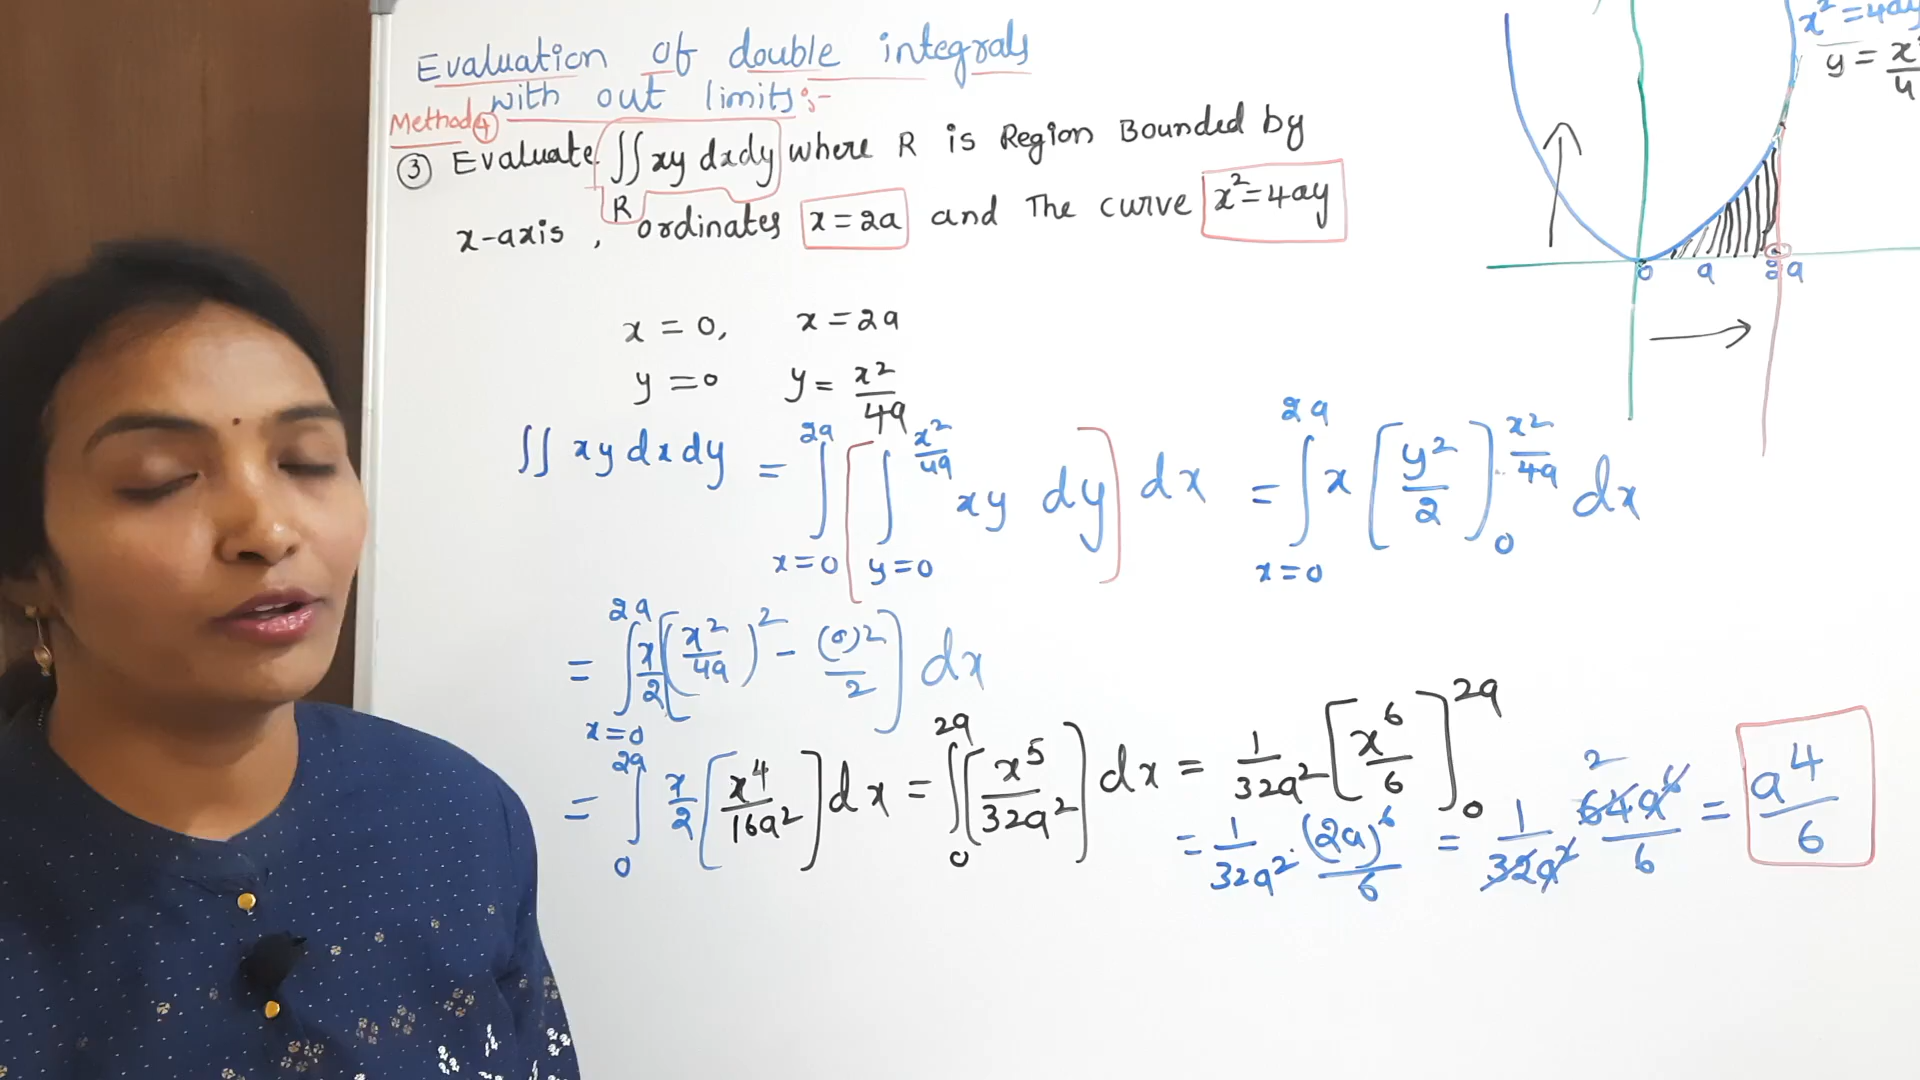 Evaluation of double integrals
with out limits:-
Method 4
③ Evaluate ∬_R xy dxdy where R is Region Bounded by
x-axis, ordinates x=2a and The curve x²=4ay
x=0, x=2a
y=0 y=x²/4a
∬ xy dx dy = ∫_{x=0}^{2a} [∫_{y=0}^{x²/4a} xy dy] dx = ∫_{x=0}^{2a} x [y²/2]_0^{x²/4a} dx
= ∫_{x=0}^{2a} x/2 [(x²/4a)² - (0)²/2] dx
= ∫_0^{2a} x/2 [x⁴/16a²] dx = ∫_0^{2a} [x⁵/32a²] dx = 1/32a² [x⁶/6]_0^{2a}
= 1/32a² · (2a)⁶/6 = 1/32a² 2 64a⁶/6 = a⁴/6
x²=4ay
y = x²/4
0 a 2a